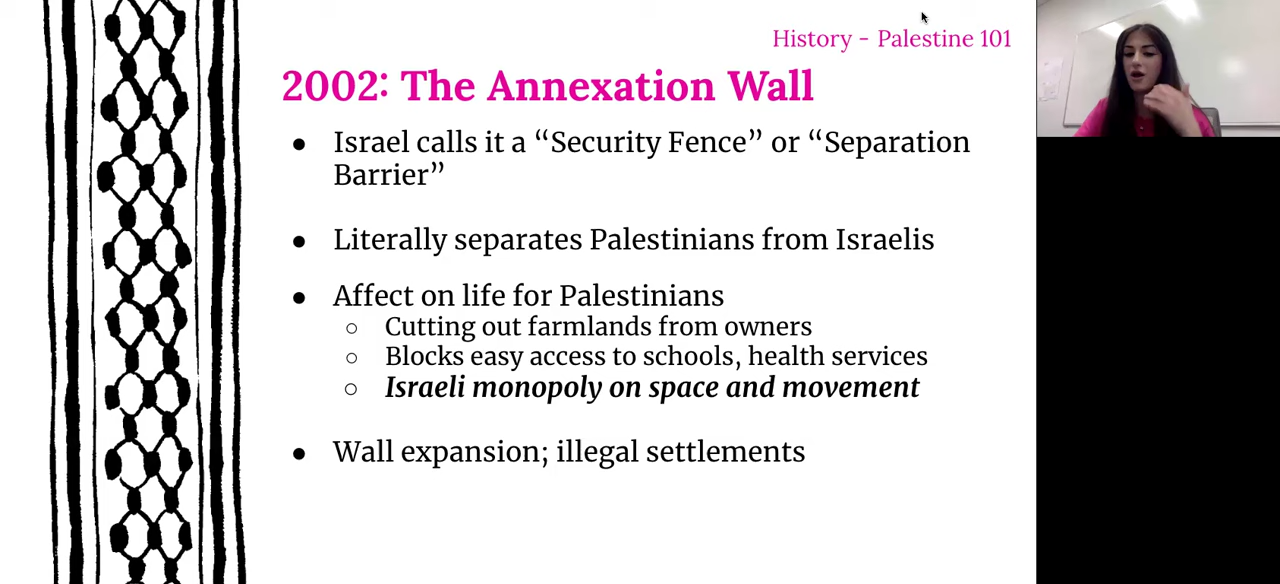 History - Palestine 101
2002: The Annexation Wall
● Israel calls it a “Security Fence” or “Separation
Barrier”
● Literally separates Palestinians from Israelis
● Affect on life for Palestinians
○ Cutting out farmlands from owners
○ Blocks easy access to schools, health services
○ Israeli monopoly on space and movement
● Wall expansion; illegal settlements